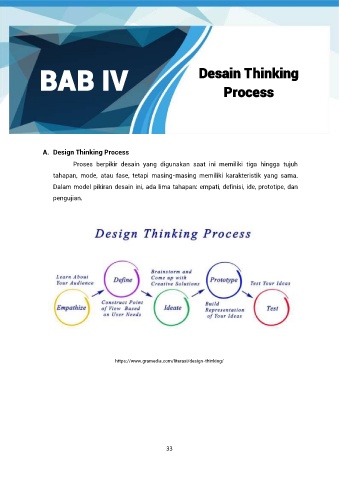 BAB IV
Desain Thinking
Process
A. Design Thinking Process
Proses berpikir desain yang digunakan saat ini memiliki tiga hingga tujuh
tahapan, mode, atau fase, tetapi masing-masing memiliki karakteristik yang sama.
Dalam model pikiran desain ini, ada lima tahapan: empati, definisi, ide, prototipe, dan
pengujian.
Design Thinking Process
Learn About
Your Audience
Define
Brainstorm and
Come up with
Creative Solutions
Prototype
Test Your Ideas
Empathize
Construct Point
of View Based
on User Needs
Ideate
Build
Representation
of Your Ideas
Test
https://www.gramedia.com/literasi/design-thinking/
33